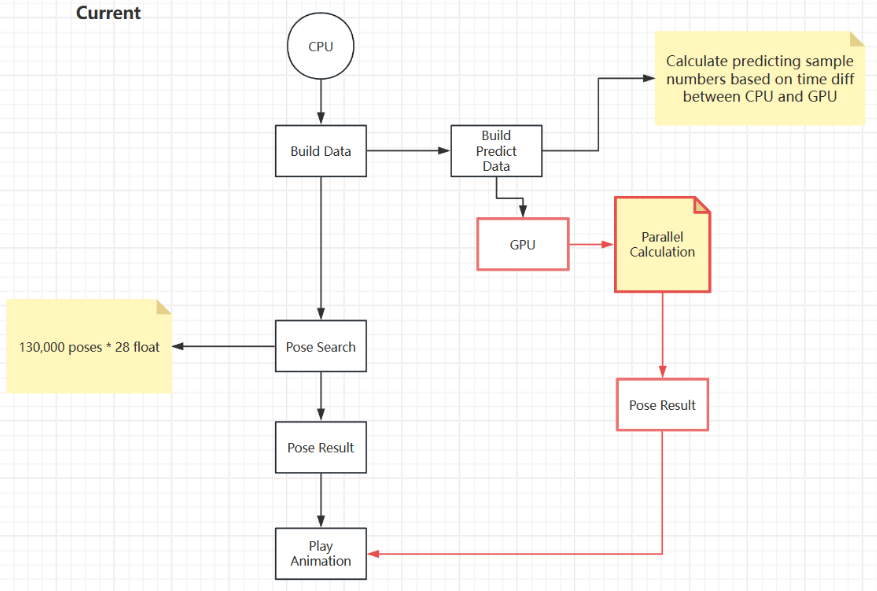 Current
CPU
Calculate predicting sample
numbers based on time diff
between CPU and GPU
Build Data
Build
Predict
Data
GPU
Parallel
Calculation
130,000 poses * 28 float
Pose Search
Pose Result
Pose Result
Play
Animation